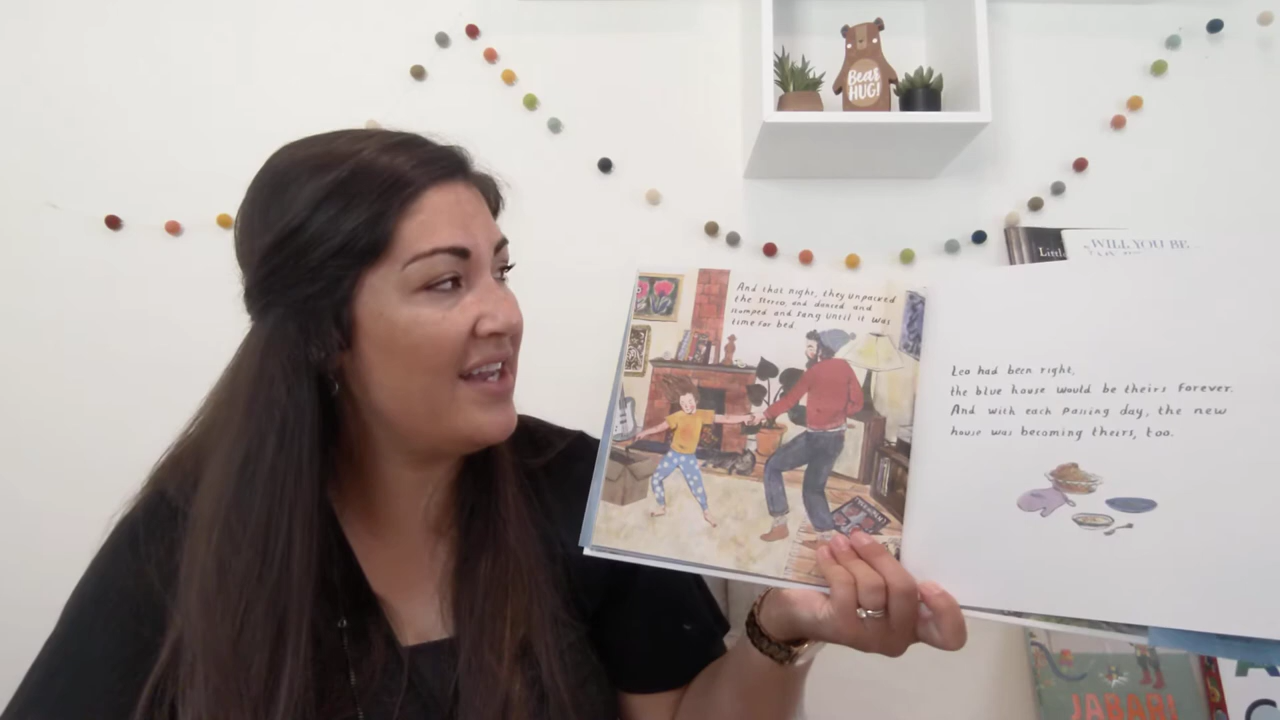 Bear
HUG!
Little
WILL YOU BE
And that night, they unpacked
the stereo, and danced and
stomped and sang until it was
time for bed.
Leo had been right,
the blue house would be theirs forever.
And with each passing day, the new
house was becoming theirs, too.
JABARI